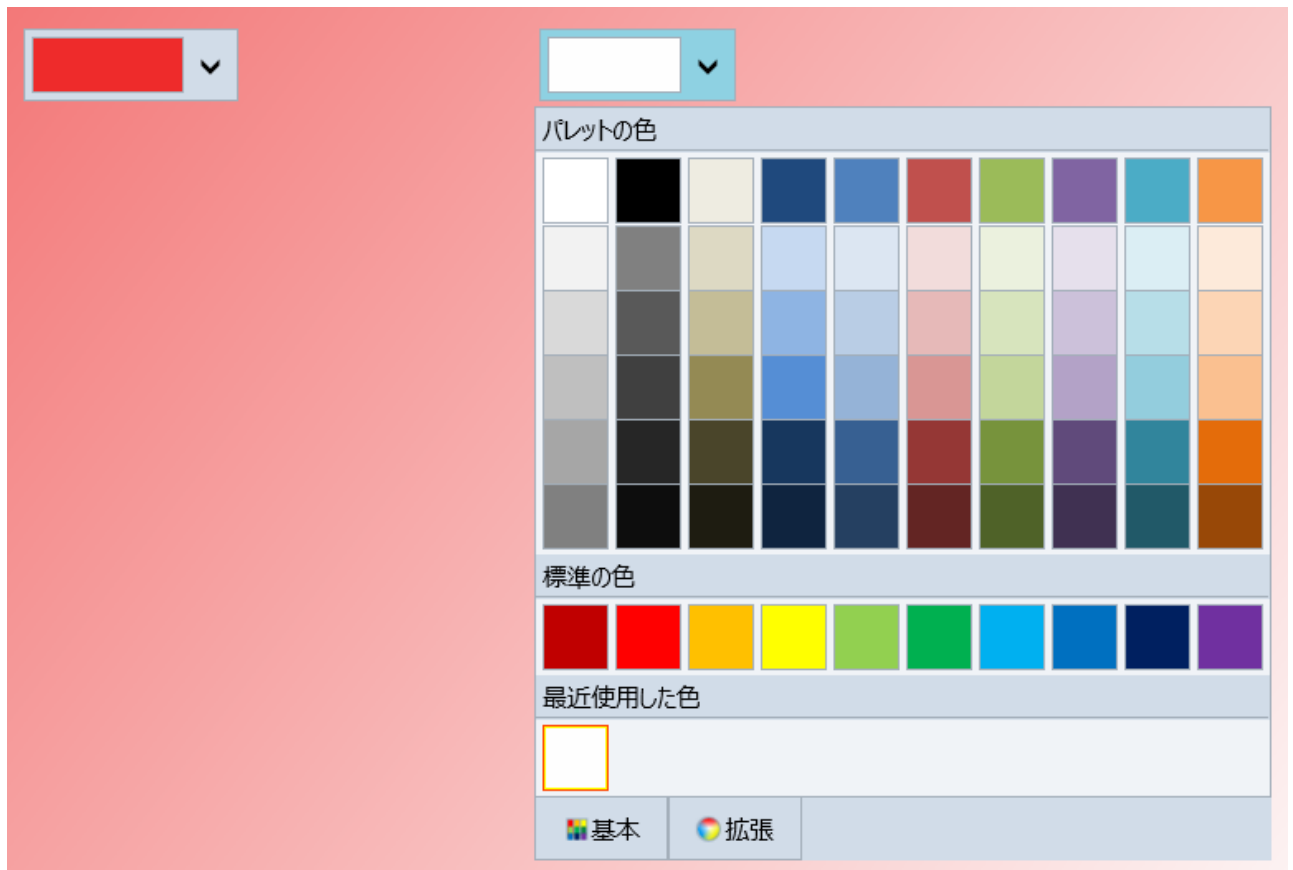 パレットの色
標準の色
最近使用した色
基本
拡張